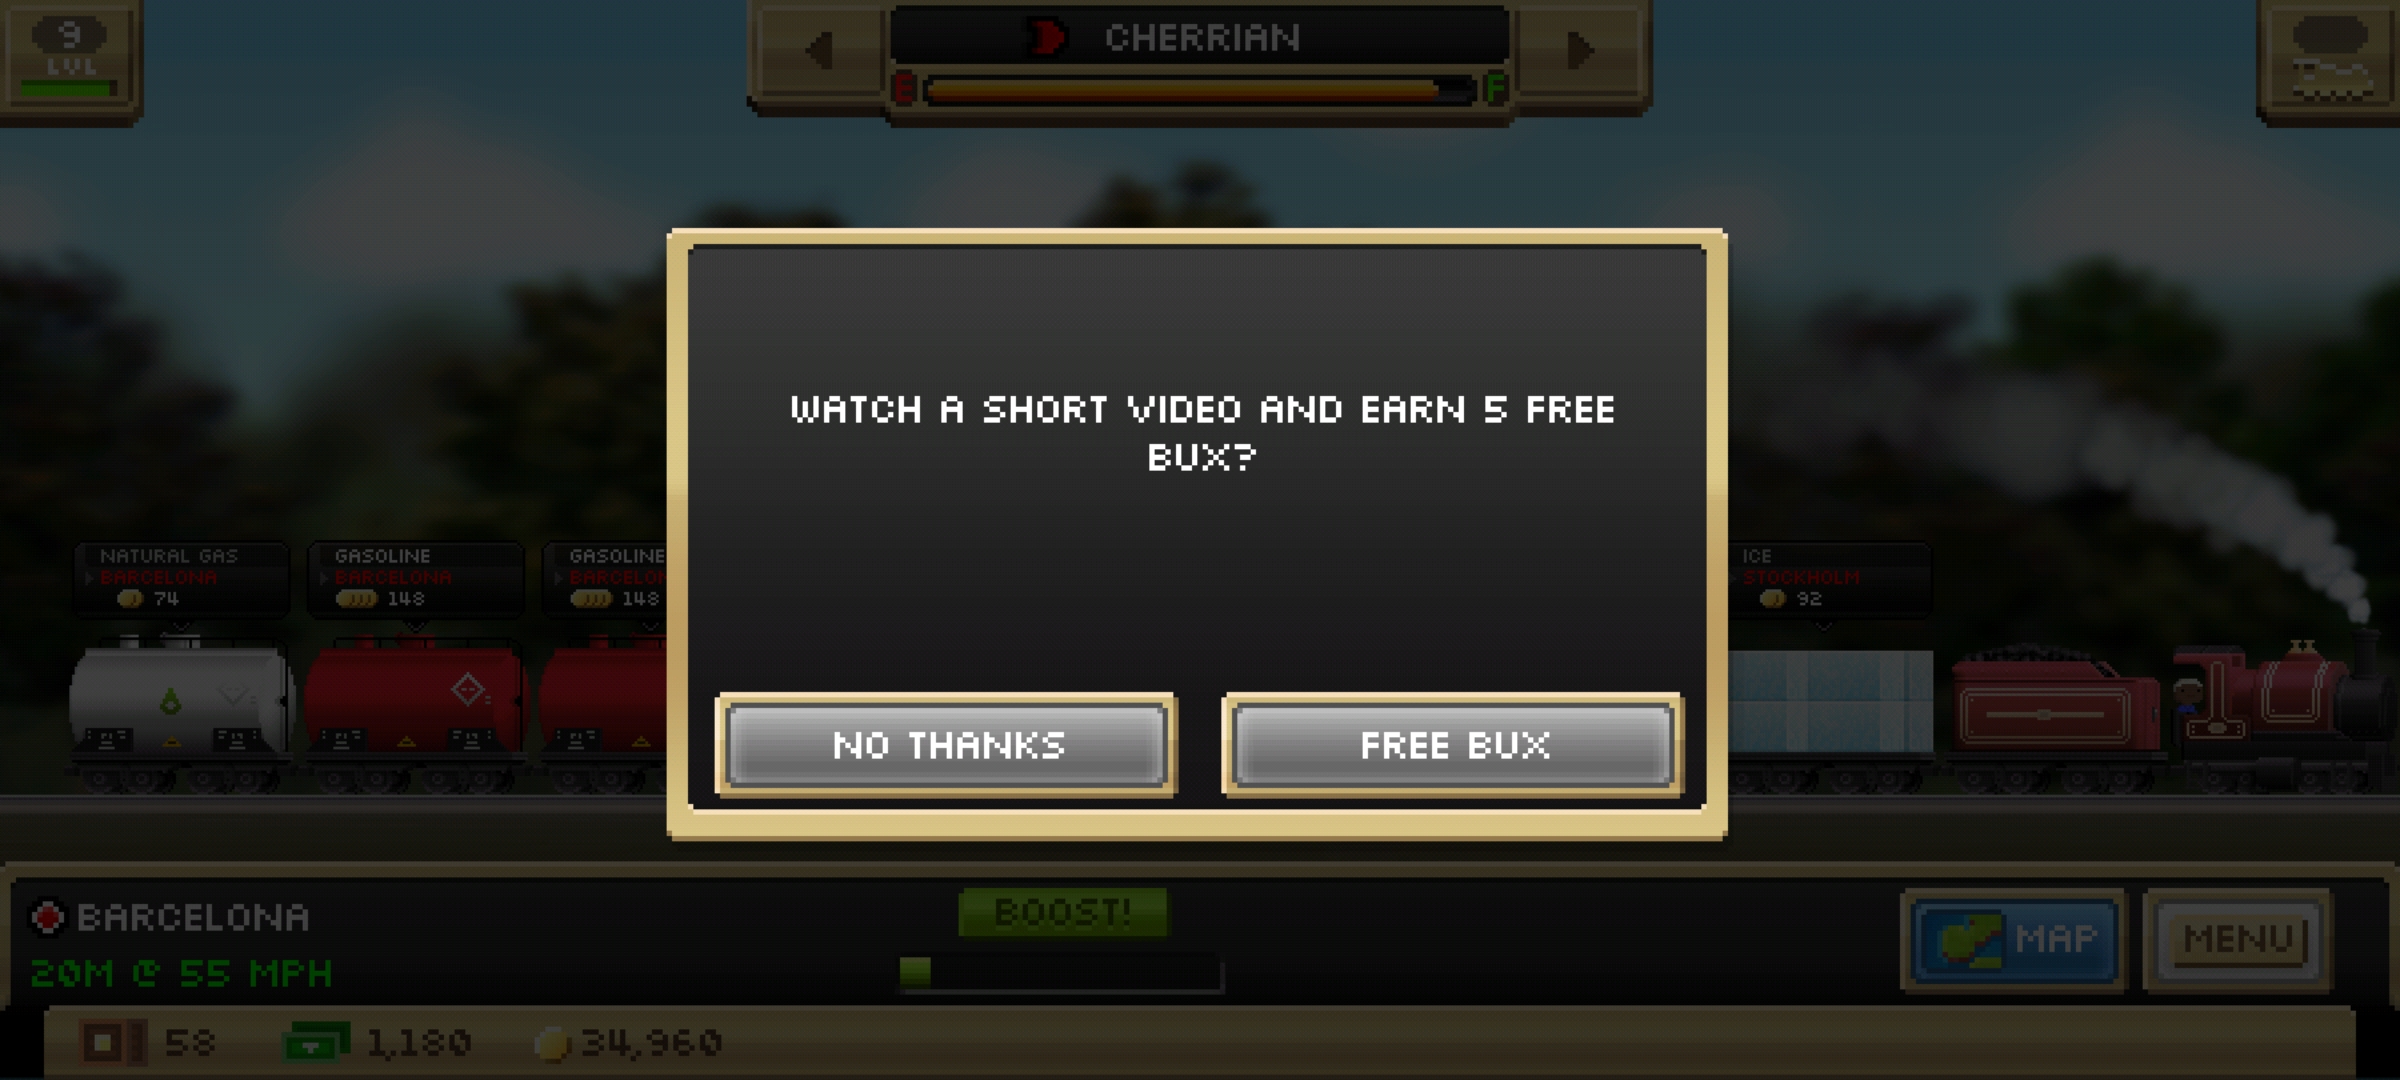 9
LVL
CHERRIAN
E
F
WATCH A SHORT VIDEO AND EARN 5 FREE
BUX?
NO THANKS
FREE BUX
NATURAL GAS
BARCELONA
74
GASOLINE
BARCELONA
148
GASOLINE
BARCELON
148
ICE
STOCKHOLM
92
BARCELONA
20M @ 55 MPH
BOOST!
MAP
MENU
58
1,180
34,960